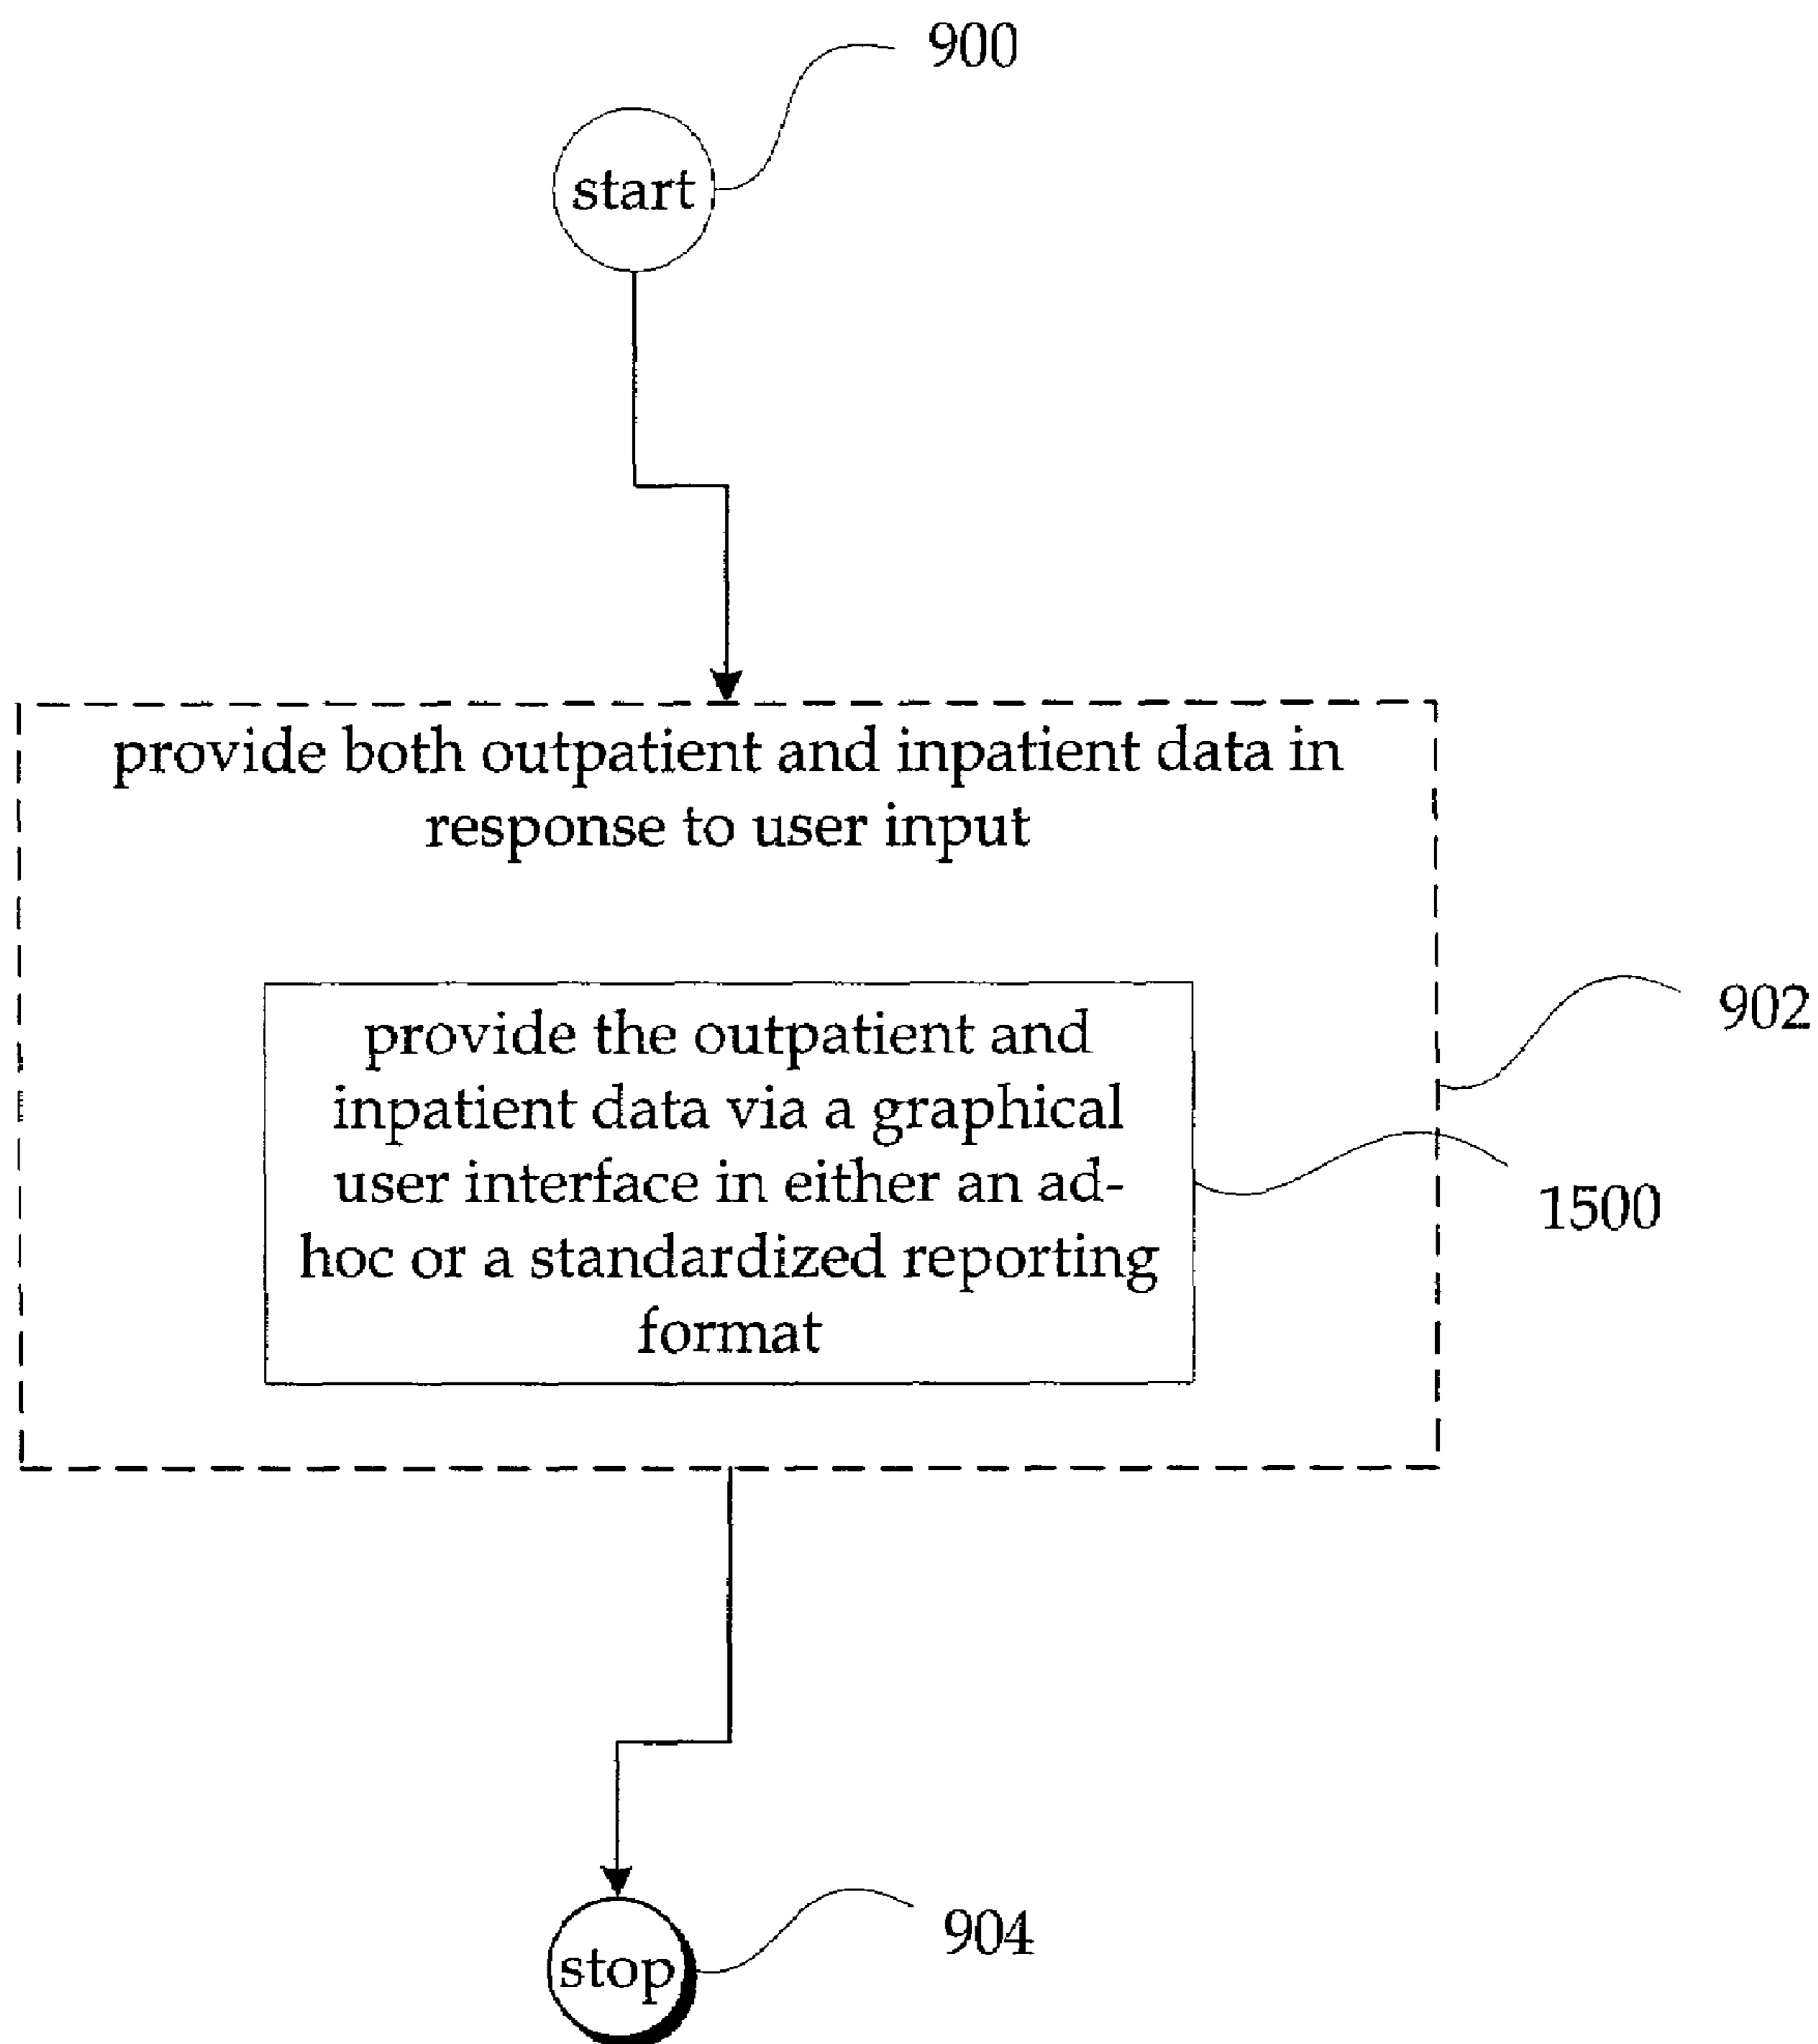 900
start
provide both outpatient and inpatient data in
response to user input
provide the outpatient and
inpatient data via a graphical
user interface in either an ad-
hoc or a standardized reporting
format
902
1500
904
stop